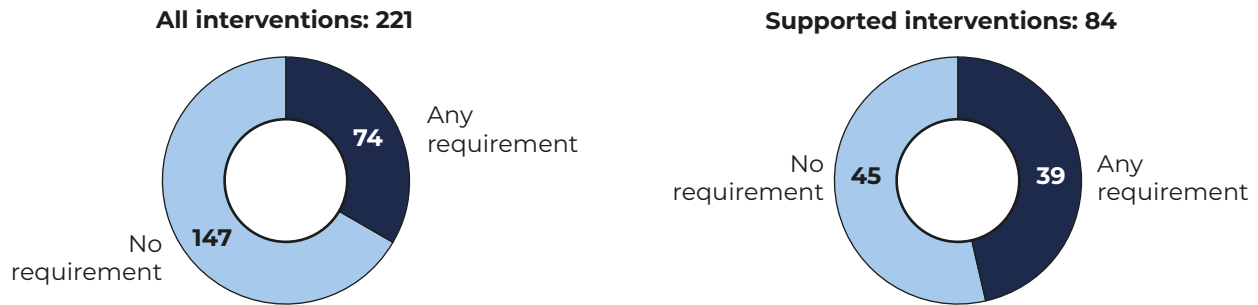 All interventions: 221
74
Any
requirement
147
No
requirement
Supported interventions: 84
No
requirement
45
39
Any
requirement